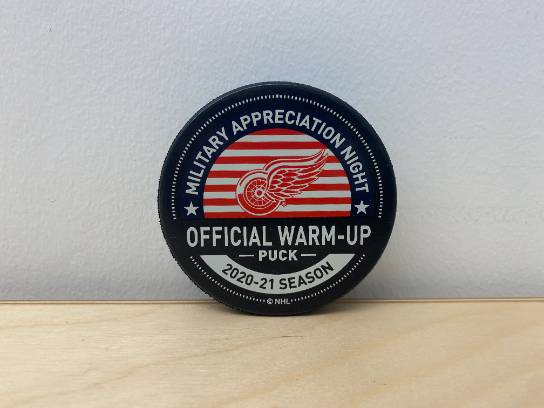 MILITARY APPRECIATION NIGHT
OFFICIAL WARM-UP
PUCK
2020-21 SEASON
© NHL